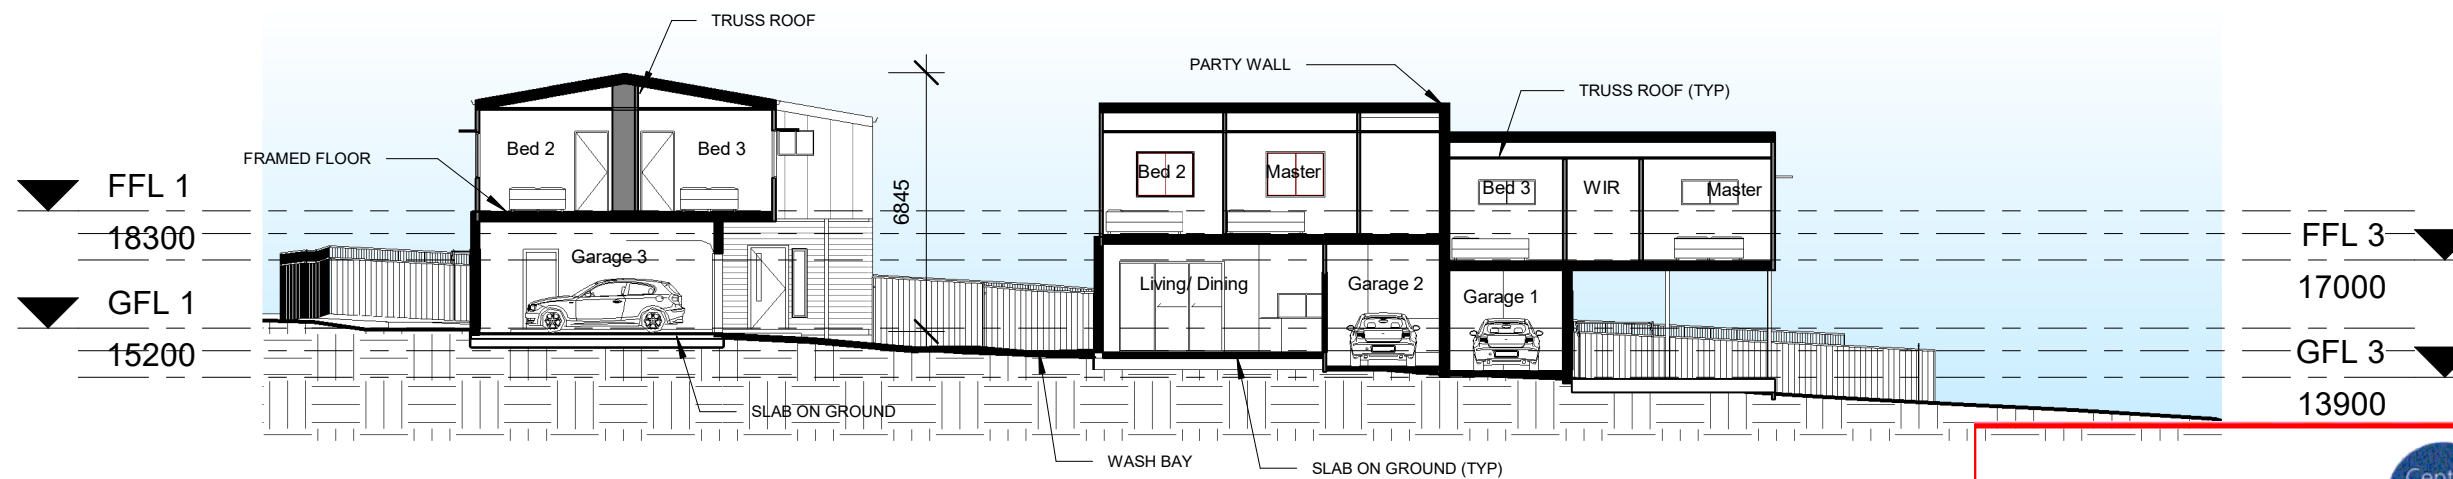 TRUSS ROOF
PARTY WALL
TRUSS ROOF (TYP)
FRAMED FLOOR
Bed 2
Bed 3
6845
Bed 2
Master
Bed 3
WIR
Master
FFL 1
18300
FFL 3
17000
Garage 3
Living/ Dining
Garage 2
Garage 1
GFL 1
15200
GFL 3
13900
SLAB ON GROUND
WASH BAY
SLAB ON GROUND (TYP)